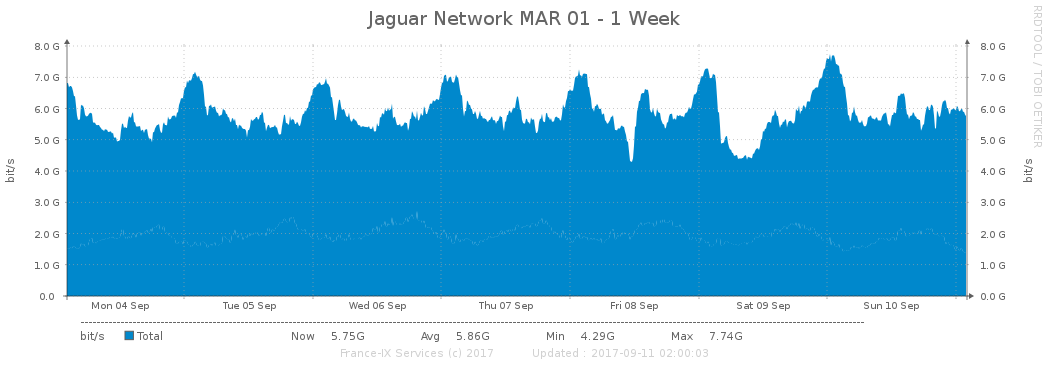 Jaguar Network MAR 01 - 1 Week
RRDTOOL / TOBI OETIKER
bit/s
8.0 G 8.0 G
7.0 G 7.0 G
6.0 G 6.0 G
5.0 G 5.0 G
4.0 G 4.0 G
3.0 G 3.0 G
2.0 G 2.0 G
1.0 G 1.0 G
0.0 0.0 G
bit/s
Mon 04 Sep Tue 05 Sep Wed 06 Sep Thu 07 Sep Fri 08 Sep Sat 09 Sep Sun 10 Sep
bit/s Total Now 5.75G Avg 5.86G Min 4.29G Max 7.74G
France-IX Services (c) 2017 Updated : 2017-09-11 02:00:03